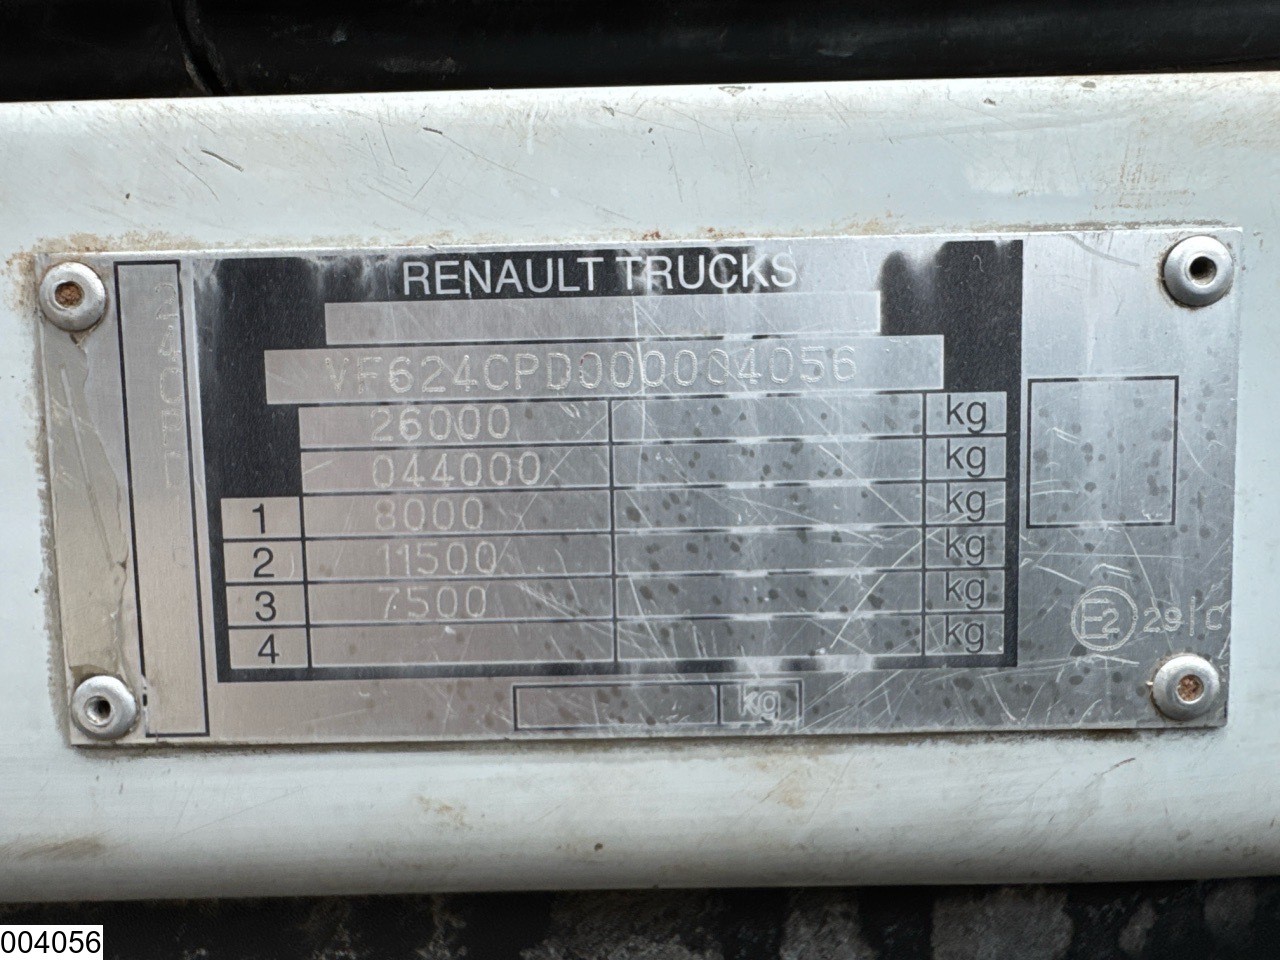 RENAULT TRUCKS
VF624CPD000004056
26000 kg
044000 kg
1 8000 kg
2 11500 kg
3 7500 kg
4 kg
kg
E2 29/C
004056